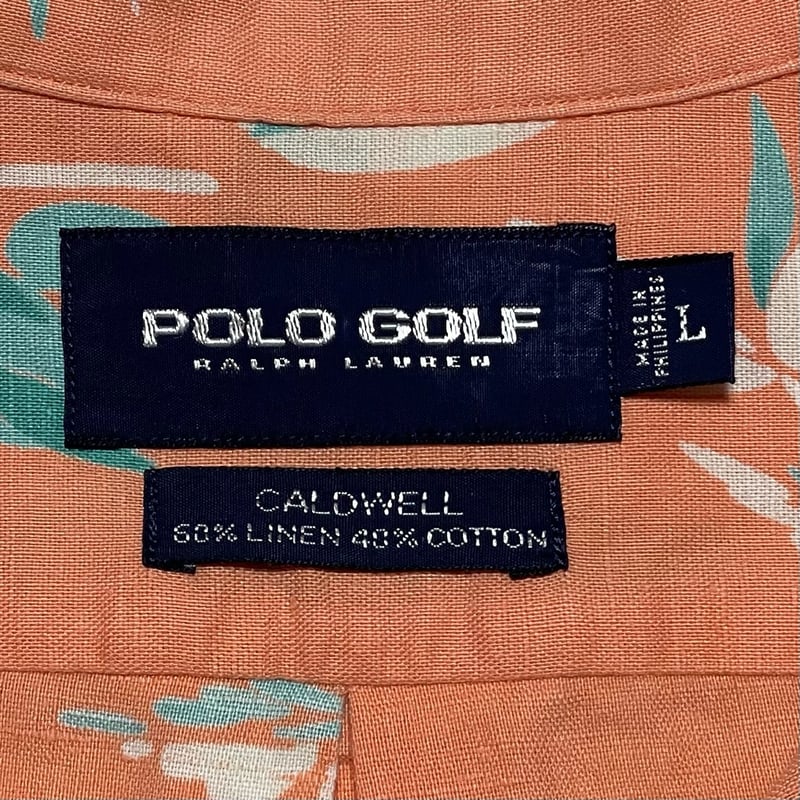 POLO GOLF
RALPH LAUREN
MADE IN
PHILIPPINES
L
CALDWELL
60% LINEN 40% COTTON